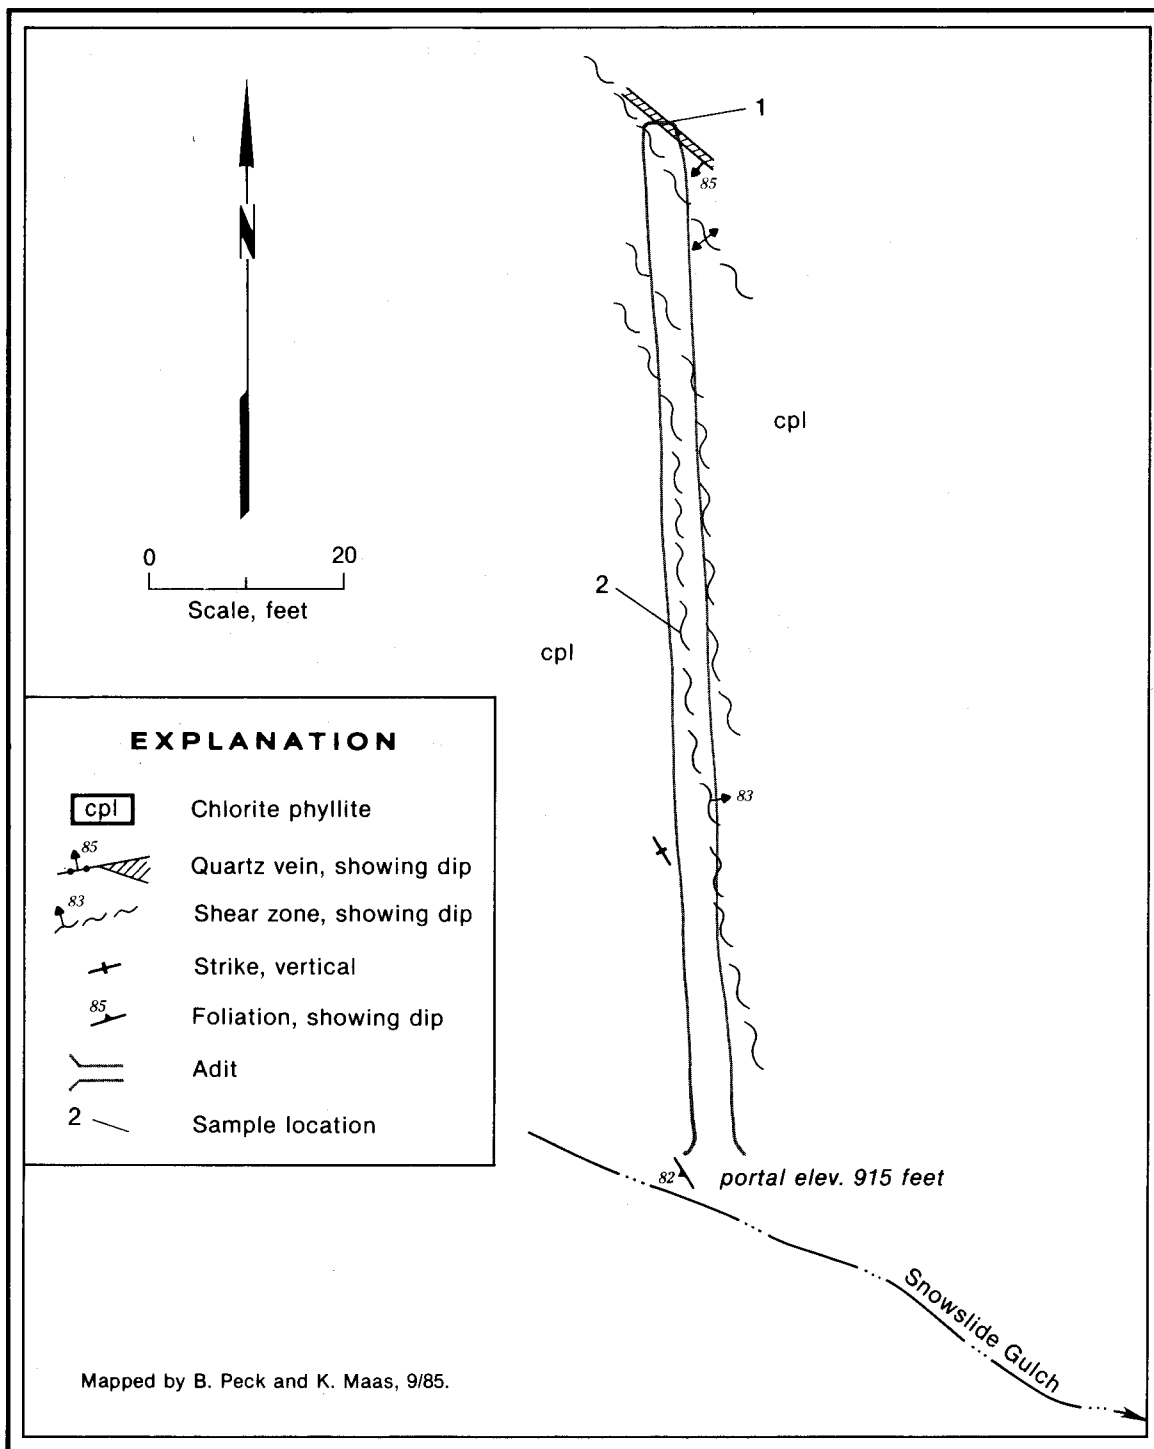 1
85
N
cpl
0 20
Scale, feet
2
cpl
EXPLANATION
cpl Chlorite phyllite
85 Quartz vein, showing dip
83 Shear zone, showing dip
Strike, vertical
85 Foliation, showing dip
Adit
2 Sample location
83
82
portal elev. 915 feet
Snowslide Gulch
Mapped by B. Peck and K. Maas, 9/85.